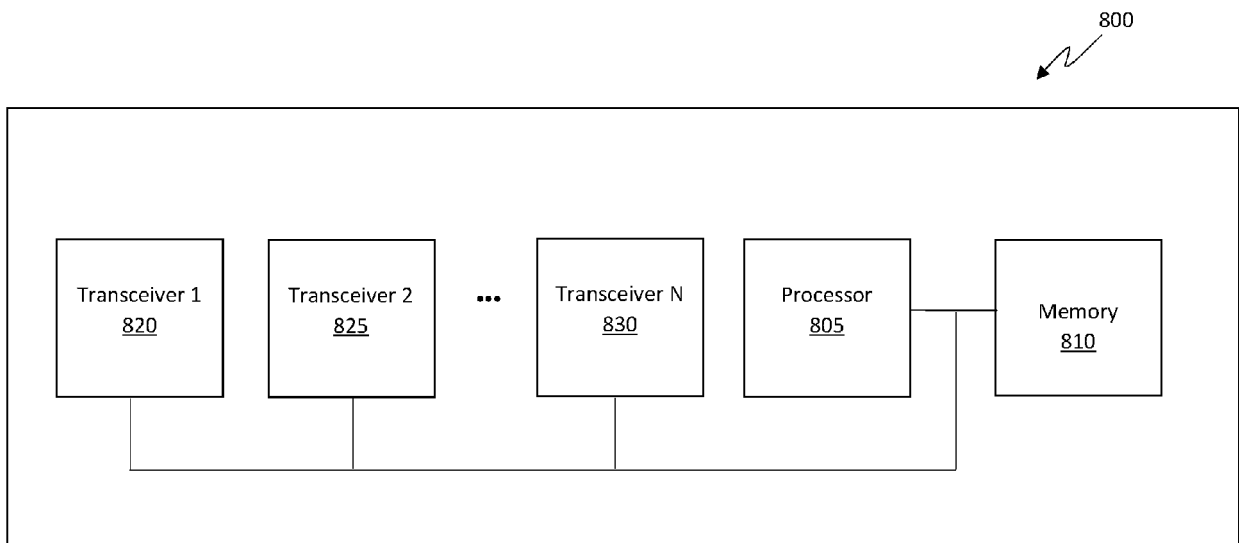 800
Transceiver 1
820
Transceiver 2
825
...
Transceiver N
830
Processor
805
Memory
810